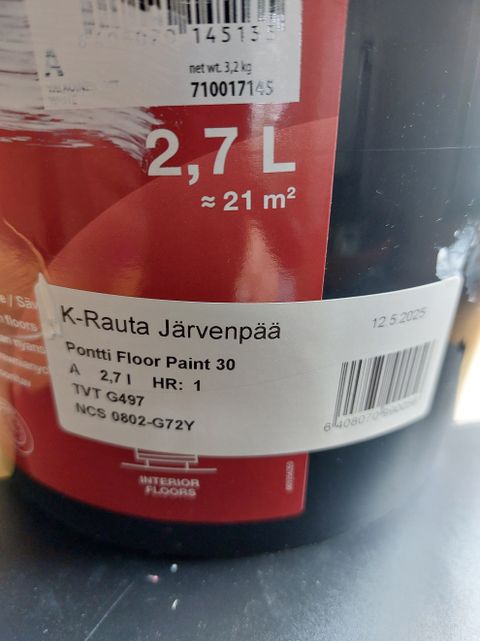 145133
A
net wt. 3,2 kg
710017145
2,7 L
≈ 21 m²
K-Rauta Järvenpää
12.5.2025
Pontti Floor Paint 30
A 2,7 l HR: 1
TVT G497
NCS 0802-G72Y
INTERIOR
FLOORS